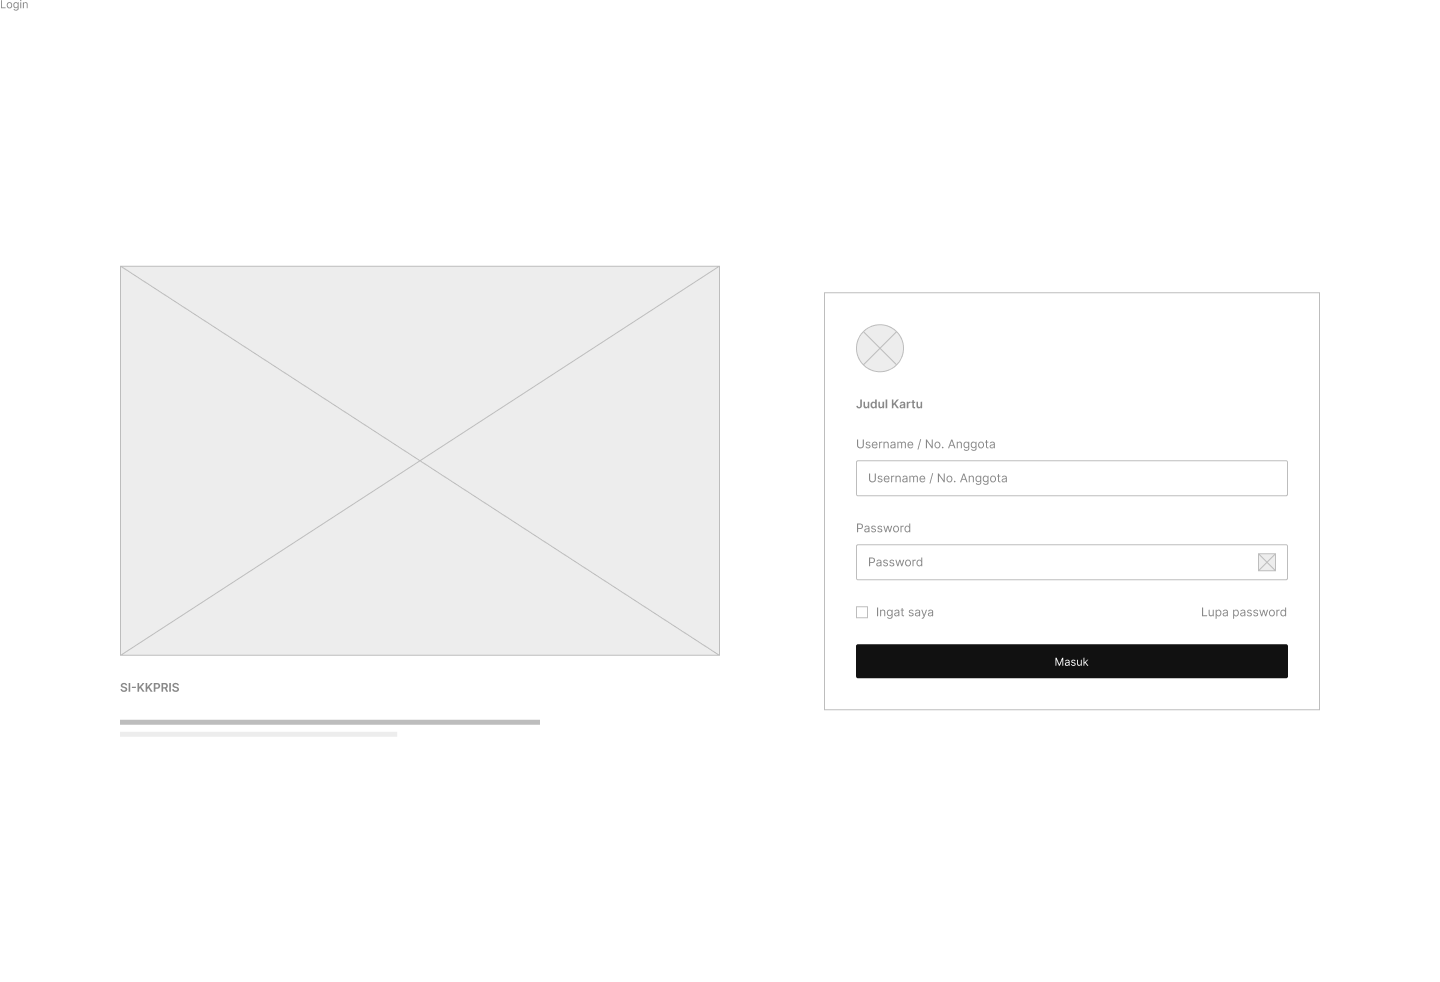 Login
SI-KKPRIS
Judul Kartu
Username / No. Anggota
Username / No. Anggota
Password
Password
Ingat saya
Lupa password
Masuk